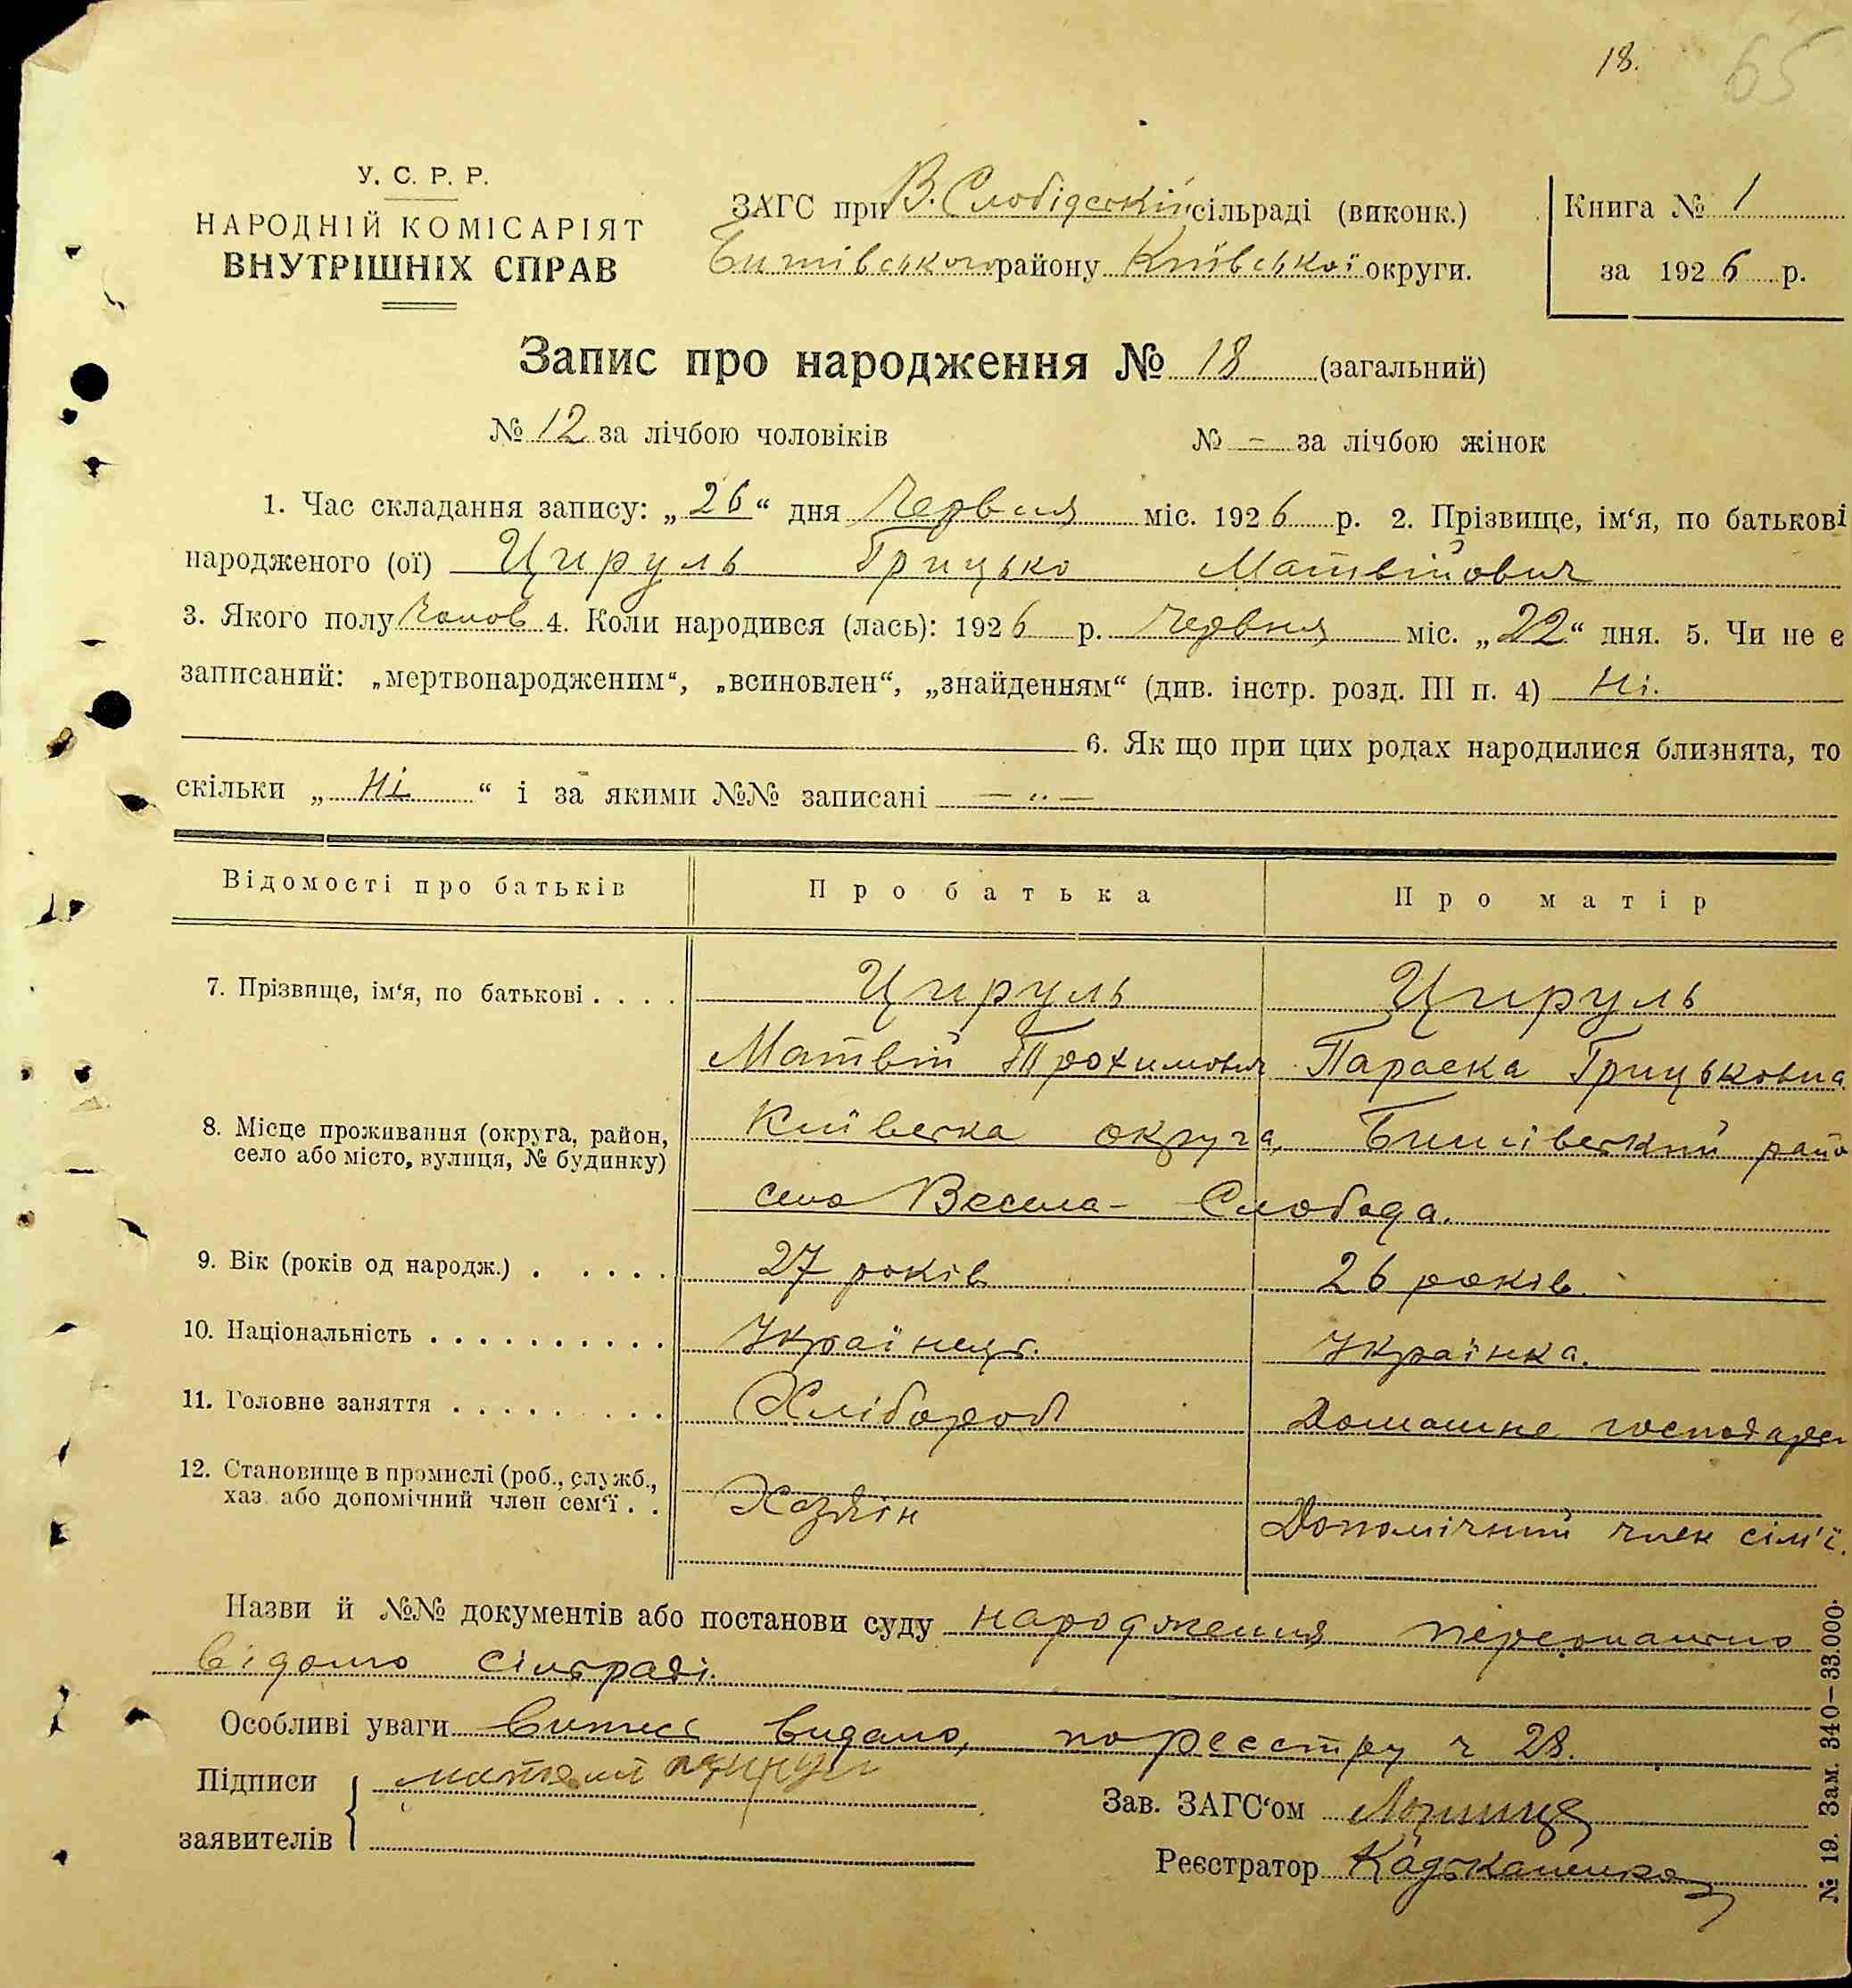 18. 65
У. С. Р. Р.
НАРОДНІЙ КОМІСАРІЯТ
ВНУТРІШНІХ СПРАВ
ЗАГС при В. Слобідській сільраді (виконк.)
Бишівського району Київської округи.
Книга № 1
за 1926 р.
Запис про народження № 18 (загальний)
№ 12 за лічбою чоловіків № – за лічбою жінок
1. Час складання запису: „26“ дня Червня міс. 1926 р. 2. Прізвище, ім‘я, по батькові
народженого (ої) Цируль Грицько Матвійович
3. Якого полу чолов 4. Коли народився (лась): 1926 р. Червня міс. „22“ дня. 5. Чи не є
записаний: „мертвонародженим“, „всиновлен“, „знайденням“ (див. інстр. розд. III п. 4) Ні.
6. Як що при цих родах народилися близнята, то
скільки „Ні“ і за якими №№ записані — „ —
Відомості про батьків Про батька Про матір
7. Прізвище, ім‘я, по батькові . . . . Цируль Цируль
Матвій Трохимович Параска Грицьковна
8. Місце проживання (округа, район, село або місто, вулиця, № будинку) Київська округа, Бишівський райо
село Весела-Слобода.
9. Вік (років од народж.) . . . . . 27 років 26 років.
10. Національність . . . . . . . . . . Українець. Українка.
11. Головне заняття . . . . . . . . . Хлібороб Домашнє господарс
12. Становище в промислі (роб., служб.,
хаз. або допомічний член сем‘ї . . Хазяїн Допомічний член сім'ї.
Назви й №№ документів або постанови суду народження персонально
відомо сільраді.
Особливі уваги Витяг видано, по реєстру ч 28.
Підписи
заявителів
Зав. ЗАГС‘ом
Реєстратор
№ 19. Зам. 340—33.000.